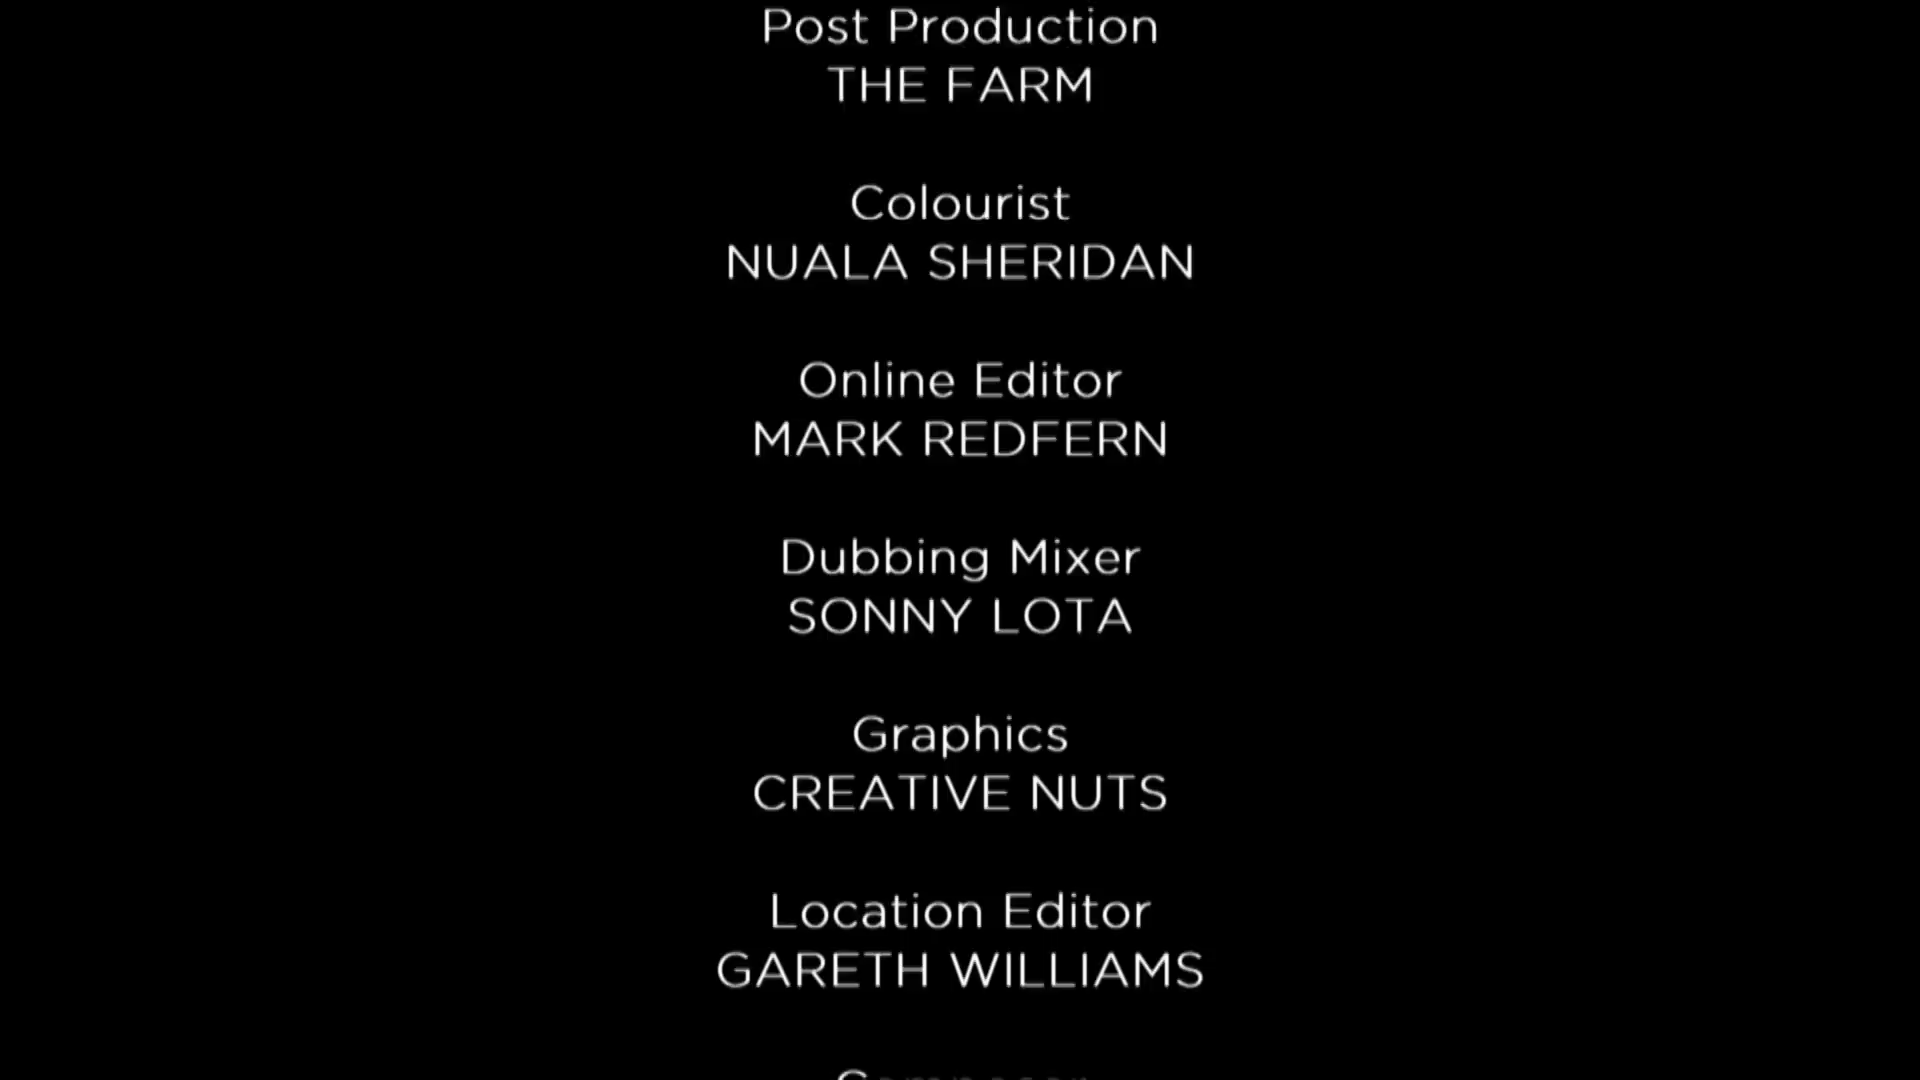 Post Production
THE FARM
Colourist
NUALA SHERIDAN
Online Editor
MARK REDFERN
Dubbing Mixer
SONNY LOTA
Graphics
CREATIVE NUTS
Location Editor
GARETH WILLIAMS